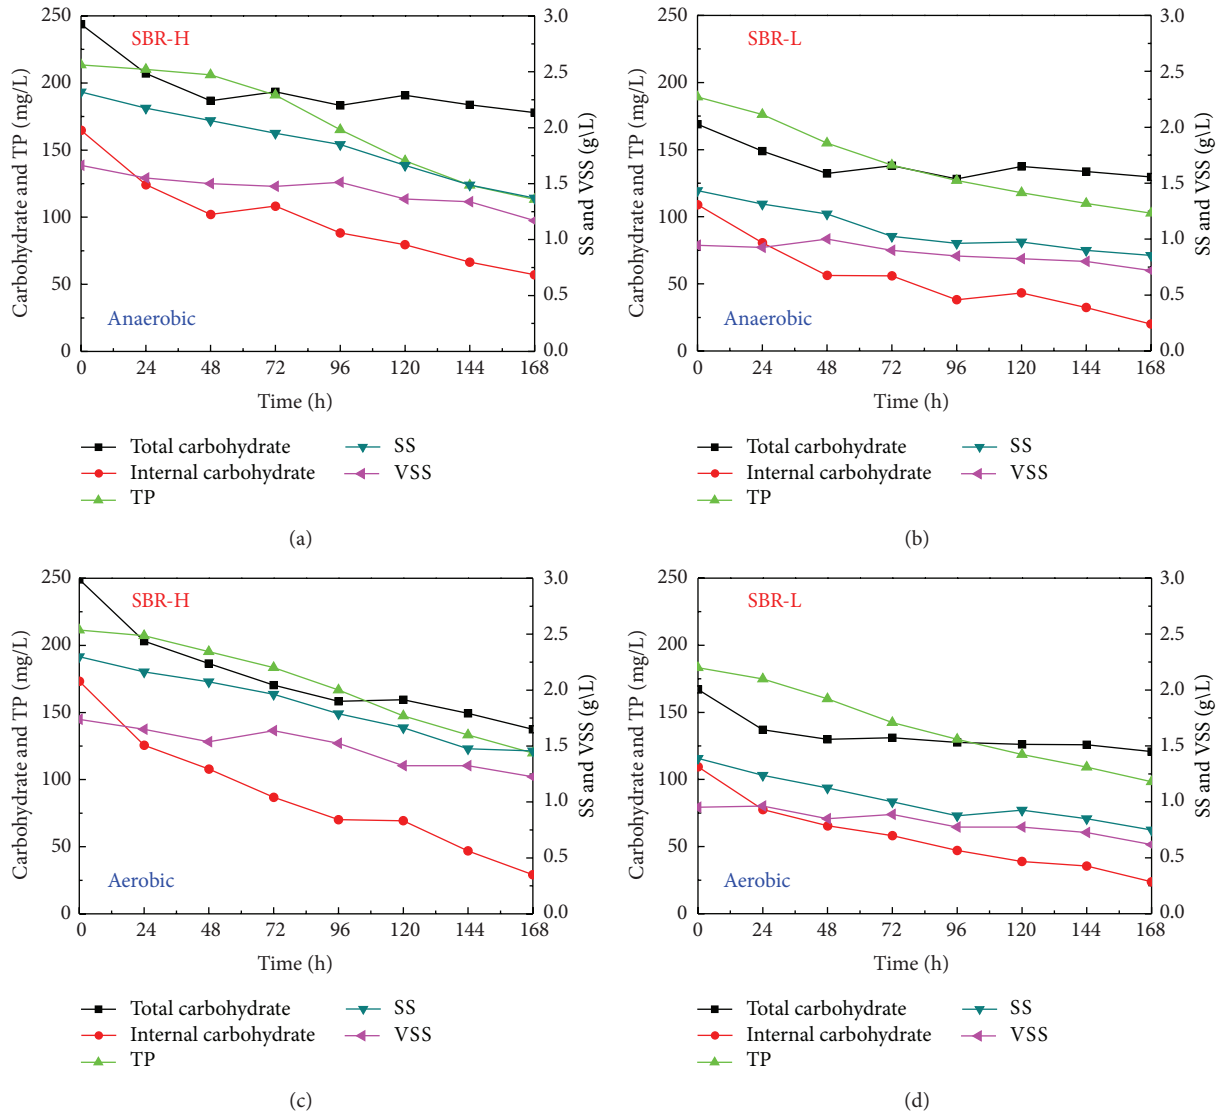 SBR-H
Anaerobic
Carbohydrate and TP (mg/L)
250
200
150
100
50
0
SS and VSS (g\L)
3.0
2.5
2.0
1.5
1.0
0.5
0.0
0 24 48 72 96 120 144 168
Time (h)
Total carbohydrate
Internal carbohydrate
TP
SS
VSS
(a)
SBR-L
Anaerobic
Carbohydrate and TP (mg/L)
250
200
150
100
50
0
SS and VSS (g\L)
3.0
2.5
2.0
1.5
1.0
0.5
0.0
0 24 48 72 96 120 144 168
Time (h)
Total carbohydrate
Internal carbohydrate
TP
SS
VSS
(b)
SBR-H
Aerobic
Carbohydrate and TP (mg/L)
250
200
150
100
50
0
SS and VSS (g\L)
3.0
2.5
2.0
1.5
1.0
0.5
0.0
0 24 48 72 96 120 144 168
Time (h)
Total carbohydrate
Internal carbohydrate
TP
SS
VSS
(c)
SBR-L
Aerobic
Carbohydrate and TP (mg/L)
250
200
150
100
50
0
SS and VSS (g\L)
3.0
2.5
2.0
1.5
1.0
0.5
0.0
0 24 48 72 96 120 144 168
Time (h)
Total carbohydrate
Internal carbohydrate
TP
SS
VSS
(d)